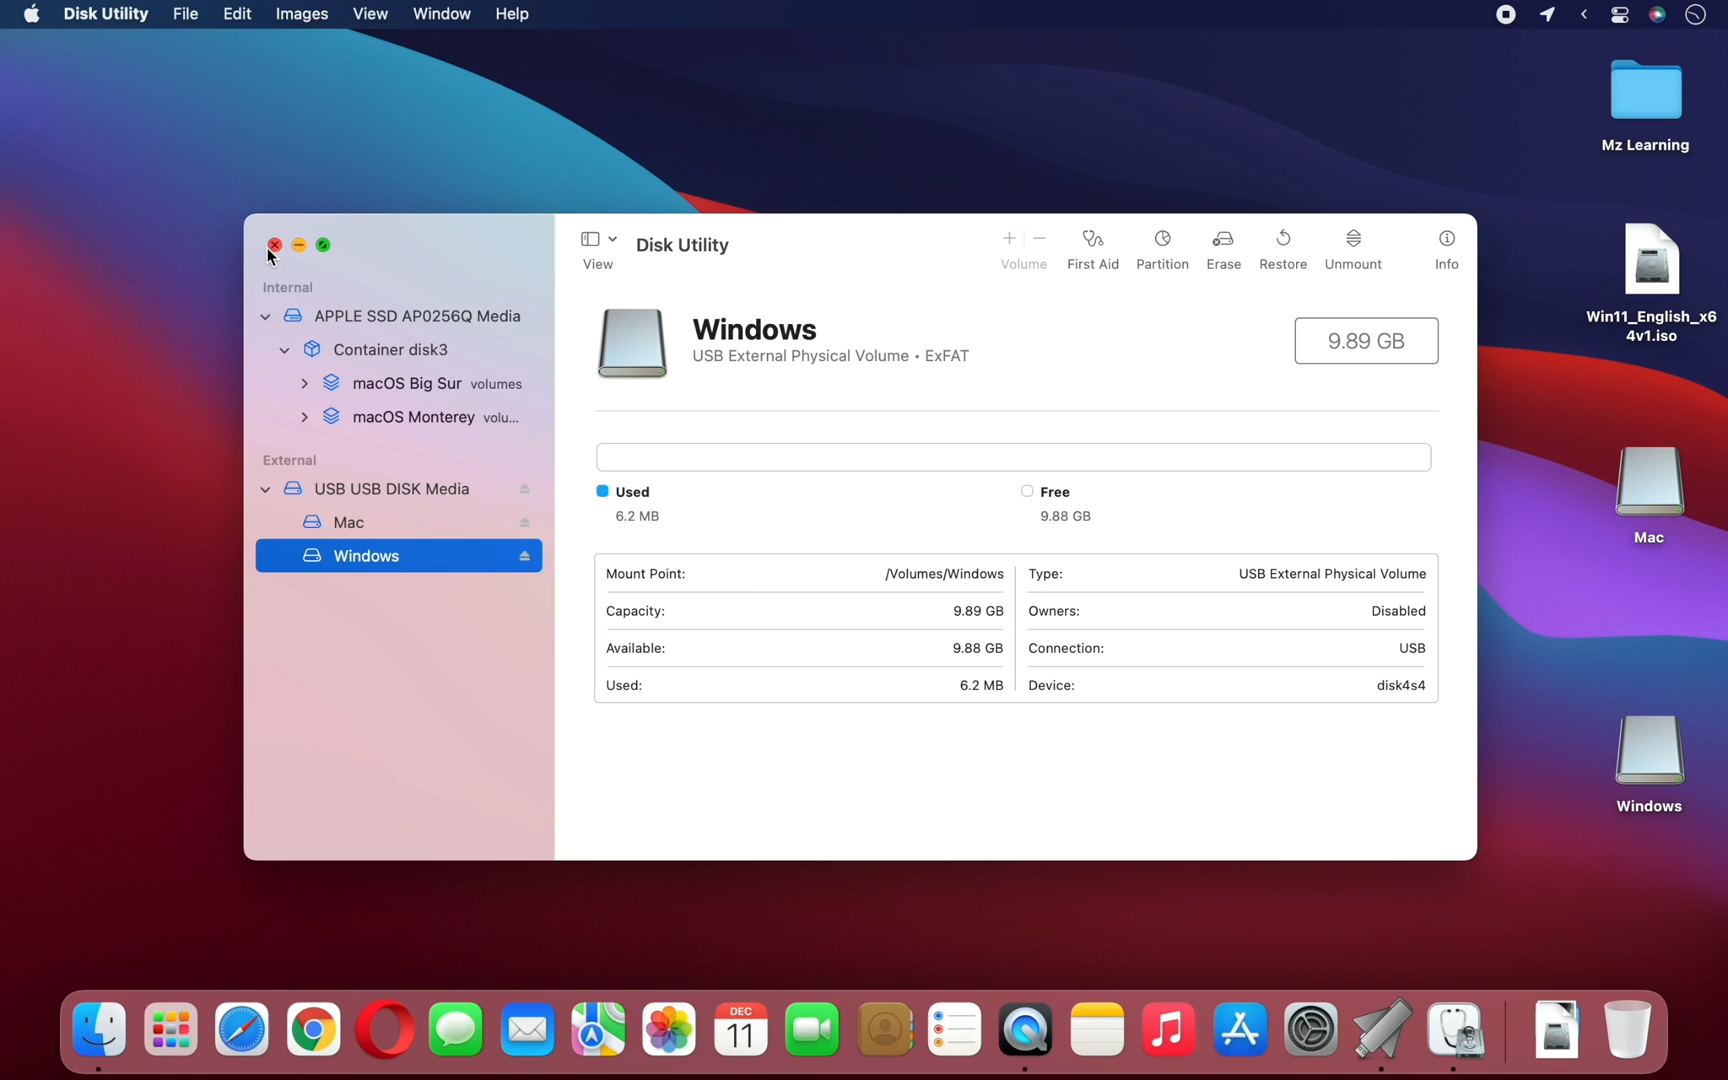 Disk Utility File Edit Images View Window Help
Mz Learning
Win11_English_x6
4v1.iso
Mac
Windows
Internal
APPLE SSD AP0256Q Media
Container disk3
macOS Big Sur volumes
macOS Monterey volu...
External
USB USB DISK Media
Mac
Windows
View
Disk Utility
Volume First Aid Partition Erase Restore Unmount Info
Windows
USB External Physical Volume • ExFAT
9.89 GB
Used
6.2 MB
Free
9.88 GB
Mount Point: /Volumes/Windows
Capacity: 9.89 GB
Available: 9.88 GB
Used: 6.2 MB
Type: USB External Physical Volume
Owners: Disabled
Connection: USB
Device: disk4s4
DEC
11